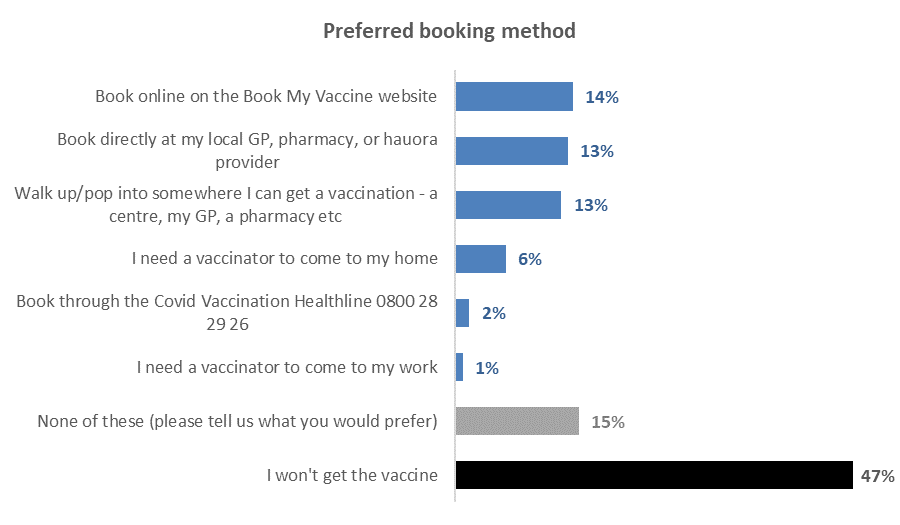 Preferred booking method
Book online on the Book My Vaccine website
14%
Book directly at my local GP, pharmacy, or hauora
provider
13%
Walk up/pop into somewhere I can get a vaccination - a
centre, my GP, a pharmacy etc
13%
I need a vaccinator to come to my home
6%
Book through the Covid Vaccination Healthline 0800 28
29 26
2%
I need a vaccinator to come to my work
1%
None of these (please tell us what you would prefer)
15%
I won't get the vaccine
47%